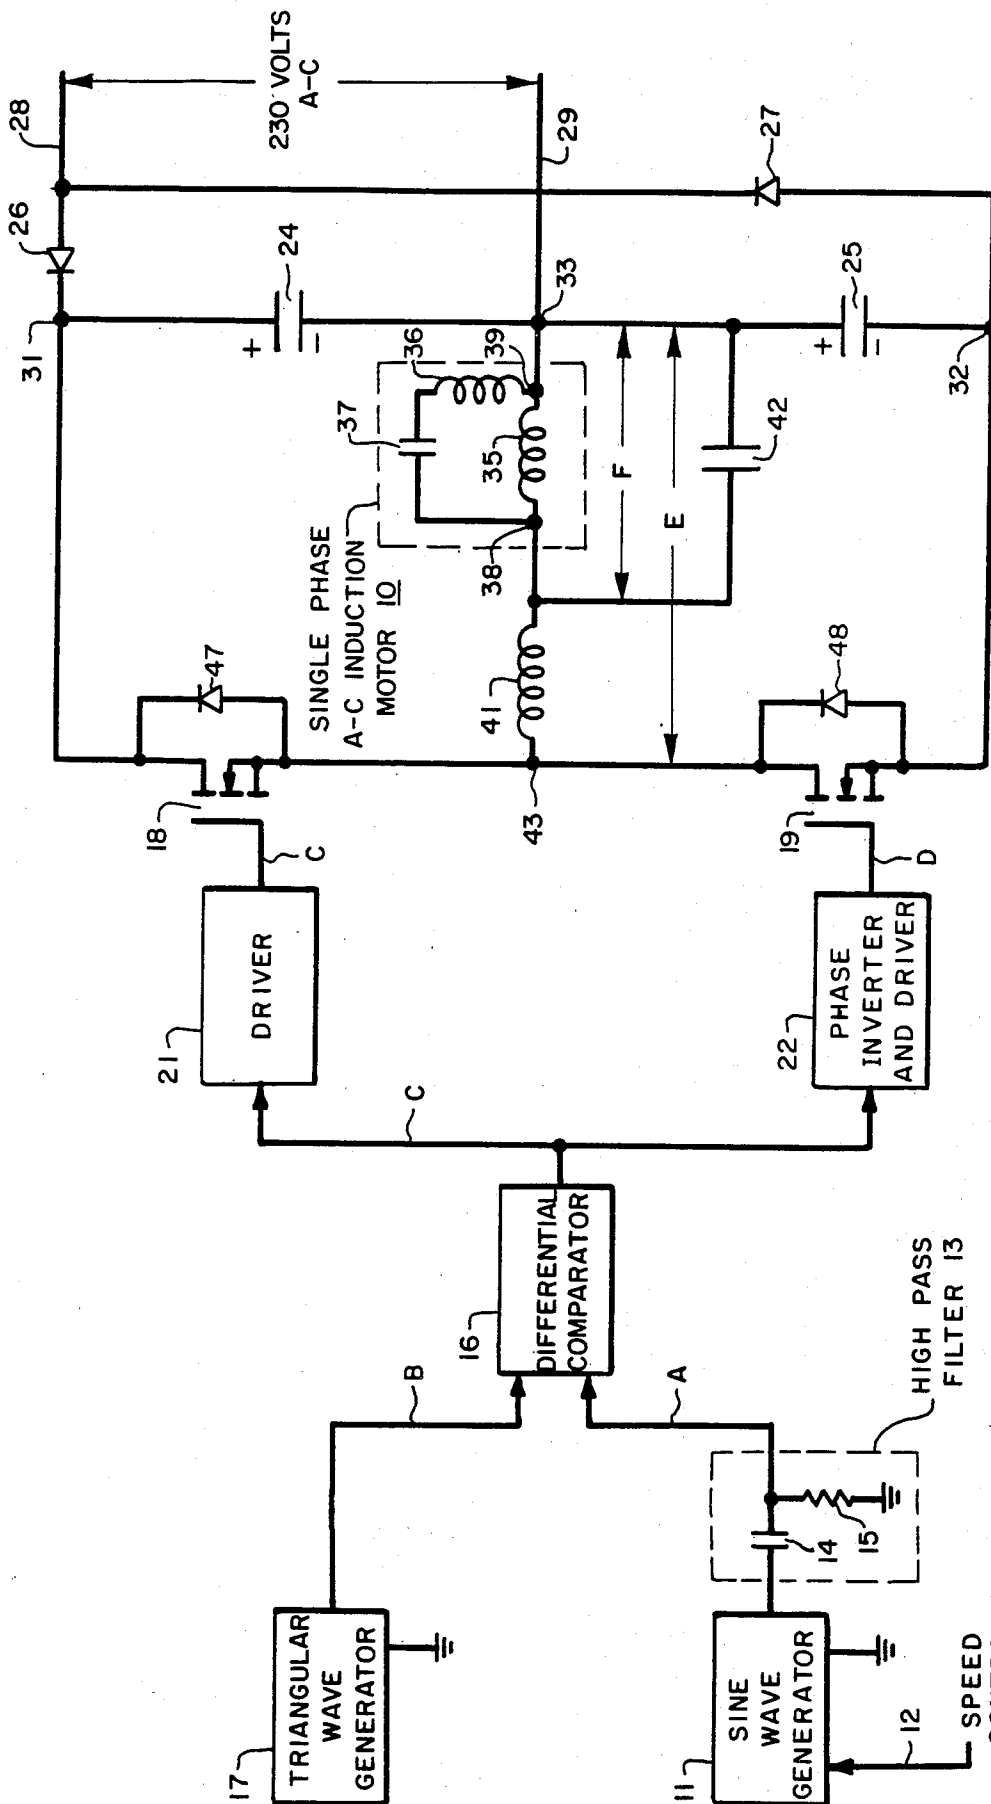 17
TRIANGULAR
WAVE
GENERATOR
B
11
SINE
WAVE
GENERATOR
12
SPEED
14
15
HIGH PASS
FILTER 13
A
16
DIFFERENTIAL
COMPARATOR
C
21
DRIVER
C
22
PHASE
INVERTER
AND DRIVER
D
18
47
19
48
43
41
SINGLE PHASE
A-C INDUCTION
MOTOR 10
38
35
37
36
39
F
E
42
31
+
24
-
33
+
25
-
32
26
28
230 VOLTS
A-C
29
27